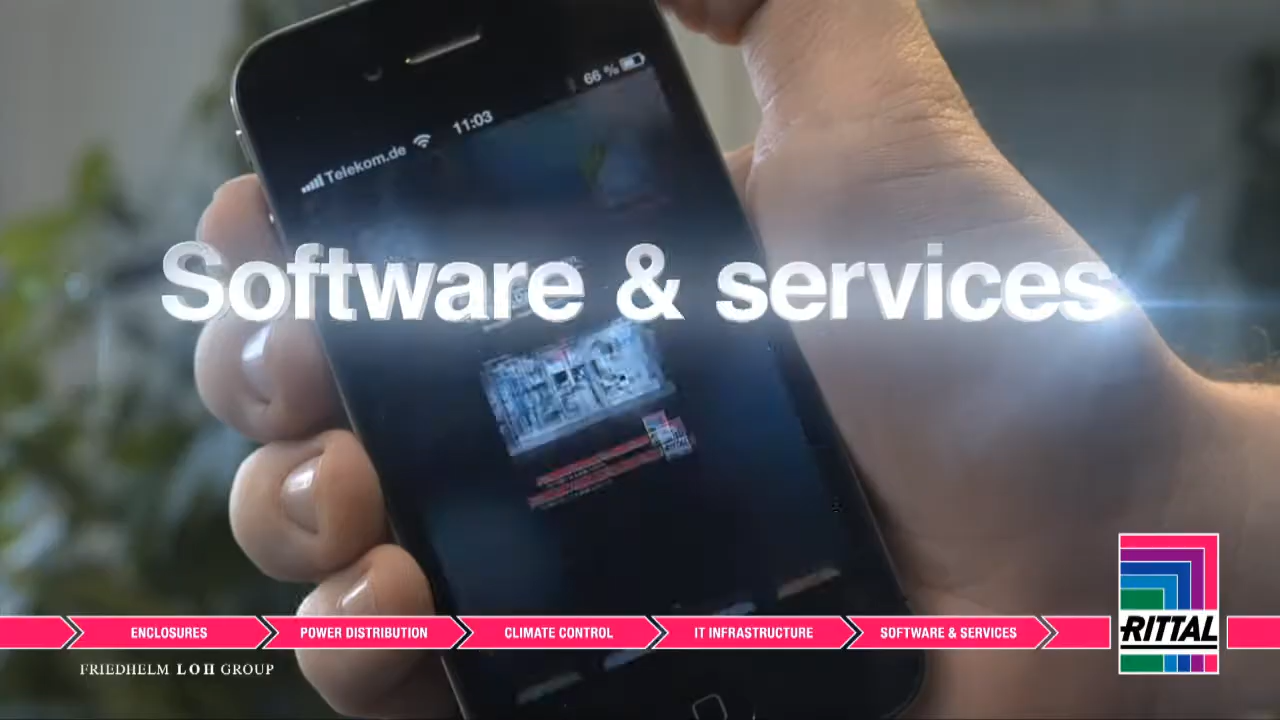 66 %
11:03
Telekom.de
Software & services
RITTAL
ENCLOSURES
POWER DISTRIBUTION
CLIMATE CONTROL
IT INFRASTRUCTURE
SOFTWARE & SERVICES
RITTAL
FRIEDHELM LOH GROUP